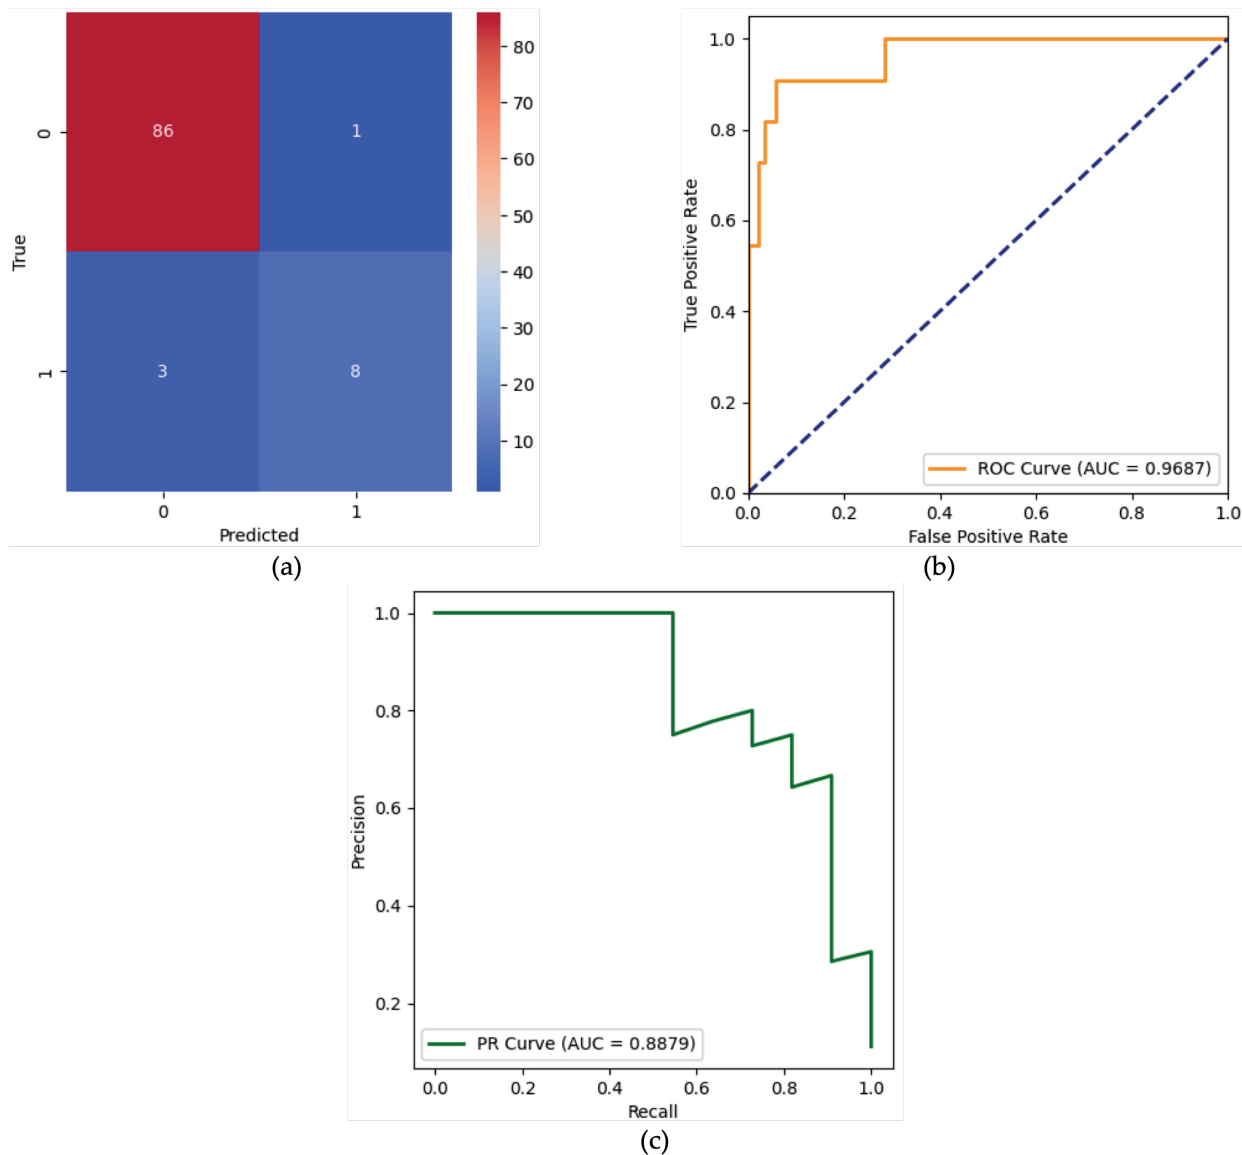 86 1
3 8
0
1
True
0 1
Predicted
80
70
60
50
40
30
20
10
(a)
1.0
0.8
0.6
0.4
0.2
0.0
True Positive Rate
ROC Curve (AUC = 0.9687)
0.0 0.2 0.4 0.6 0.8 1.0
False Positive Rate
(b)
1.0
0.8
0.6
0.4
0.2
Precision
PR Curve (AUC = 0.8879)
0.0 0.2 0.4 0.6 0.8 1.0
Recall
(c)